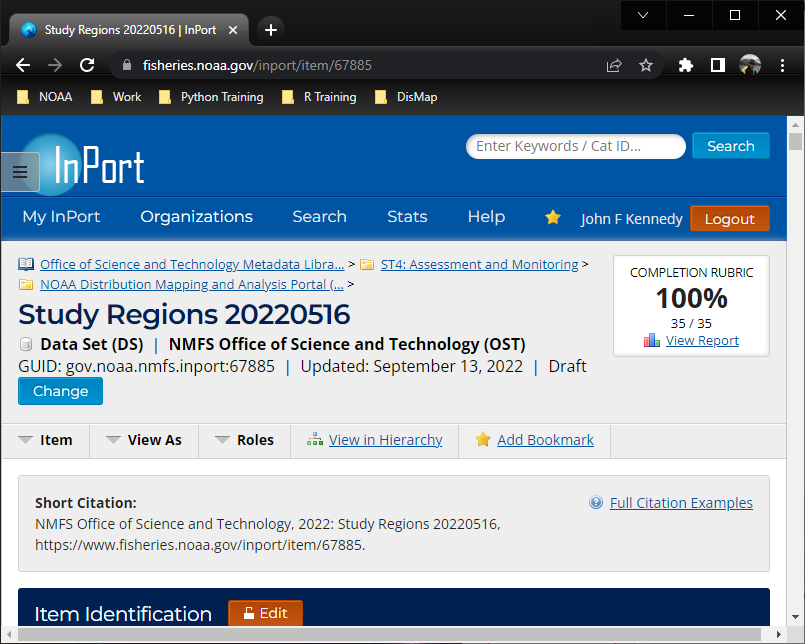 Study Regions 20220516 | InPort
fisheries.noaa.gov/inport/item/67885
NOAA Work Python Training R Training DisMap
InPort
Enter Keywords / Cat ID... Search
My InPort Organizations Search Stats Help John F Kennedy Logout
Office of Science and Technology Metadata Libra... > ST4: Assessment and Monitoring >
NOAA Distribution Mapping and Analysis Portal (... >
COMPLETION RUBRIC
100%
35 / 35
View Report
Study Regions 20220516
Data Set (DS) | NMFS Office of Science and Technology (OST)
GUID: gov.noaa.nmfs.inport:67885 | Updated: September 13, 2022 | Draft
Change
Item View As Roles View in Hierarchy Add Bookmark
Short Citation: Full Citation Examples
NMFS Office of Science and Technology, 2022: Study Regions 20220516,
https://www.fisheries.noaa.gov/inport/item/67885.
Item Identification Edit